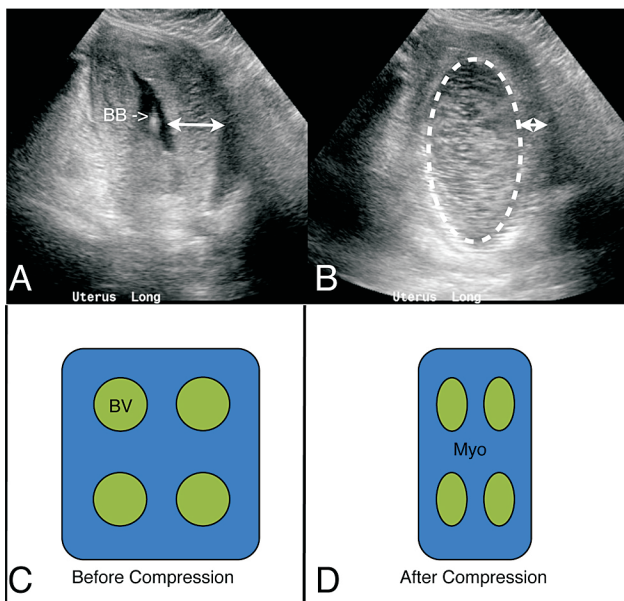 BB ->
A
B
Uterus Long
Uterus Long
BV
Myo
C
Before Compression
D
After Compression